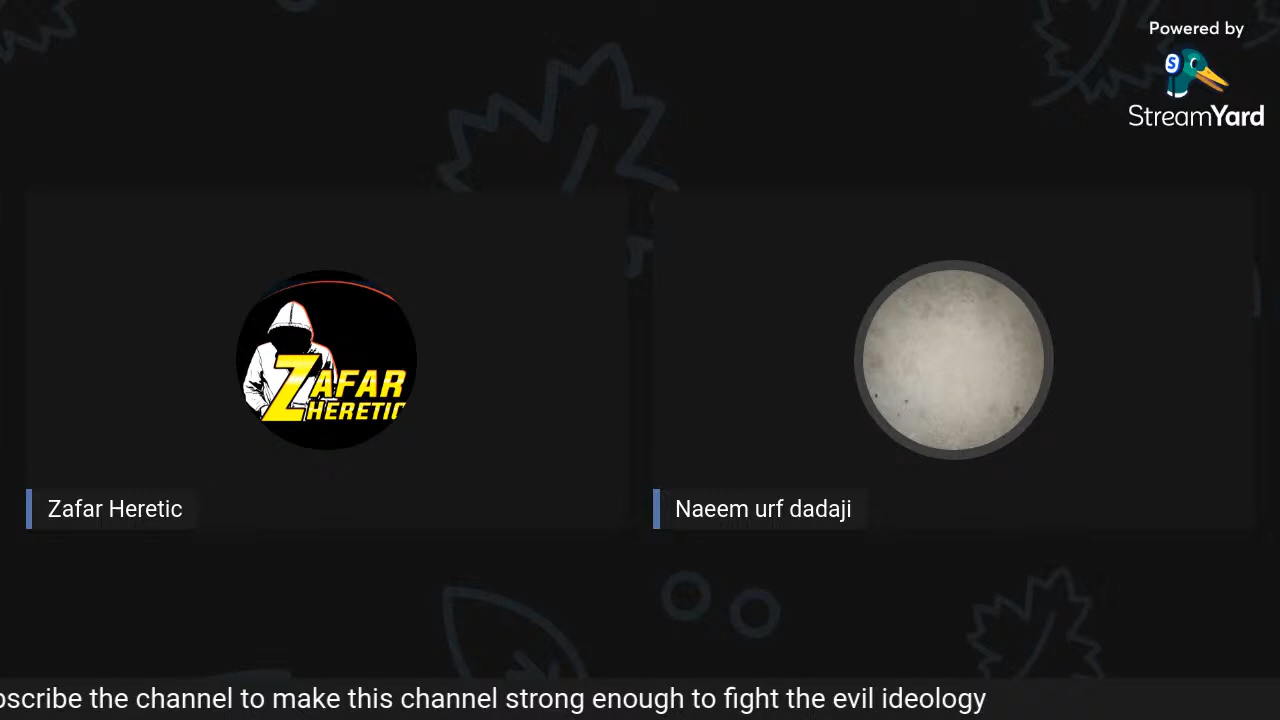 Powered by
StreamYard
ZAFAR
HERETIC
Zafar Heretic
Naeem urf dadaji
the channel to make this channel strong enough to fight the evil ideology